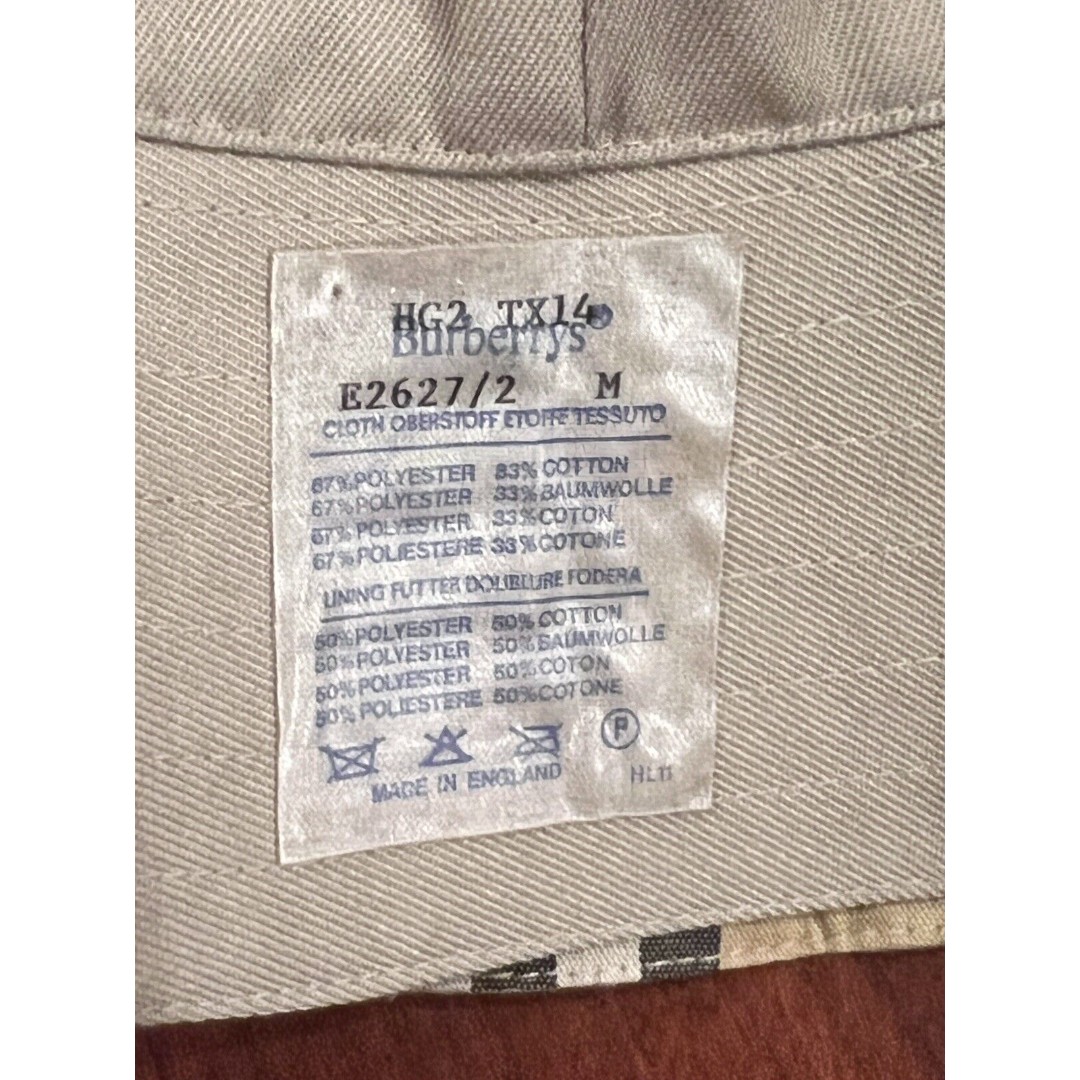 HG2 TX14
Burberrys
E2627/2 M
CLOTH OBERSTOFF ETOFFE TESSUTO
67% POLYESTER 33% COTTON
67% POLYESTER 33% BAUMWOLLE
67% POLYESTER 33% COTON
67% POLIESTERE 33% COTONE
LINING FUTTER DOUBLURE FODERA
50% POLYESTER 50% COTTON
50% POLYESTER 50% BAUMWOLLE
50% POLYESTER 50% COTON
50% POLIESTERE 50% COTONE
P
MADE IN ENGLAND HL11